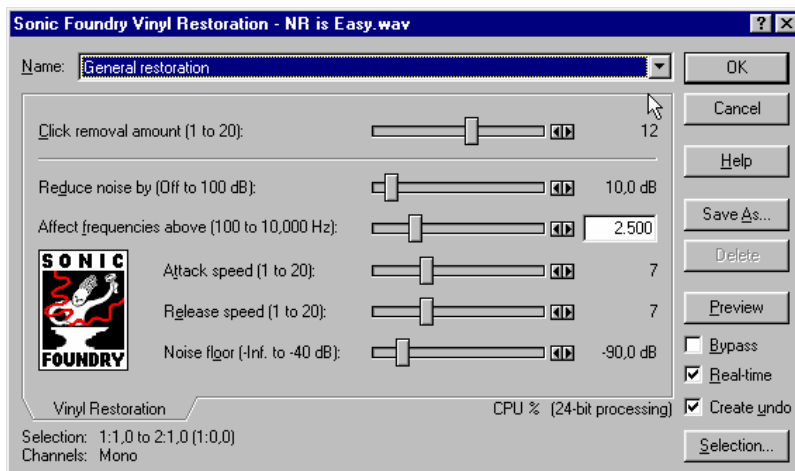 Sonic Foundry Vinyl Restoration - NR is Easy.wav
Name: General restoration
OK
Cancel
Click removal amount (1 to 20): 12
Help
Reduce noise by (Off to 100 dB): 10,0 dB
Save As...
Affect frequencies above (100 to 10,000 Hz): 2.500
Delete
SONIC
FOUNDRY
Attack speed (1 to 20): 7
Release speed (1 to 20): 7
Preview
Noise floor (-Inf. to -40 dB): -90,0 dB
Bypass
Real-time
Vinyl Restoration
CPU % (24-bit processing)
Create undo
Selection: 1:1,0 to 2:1,0 (1:0,0)
Channels: Mono
Selection...